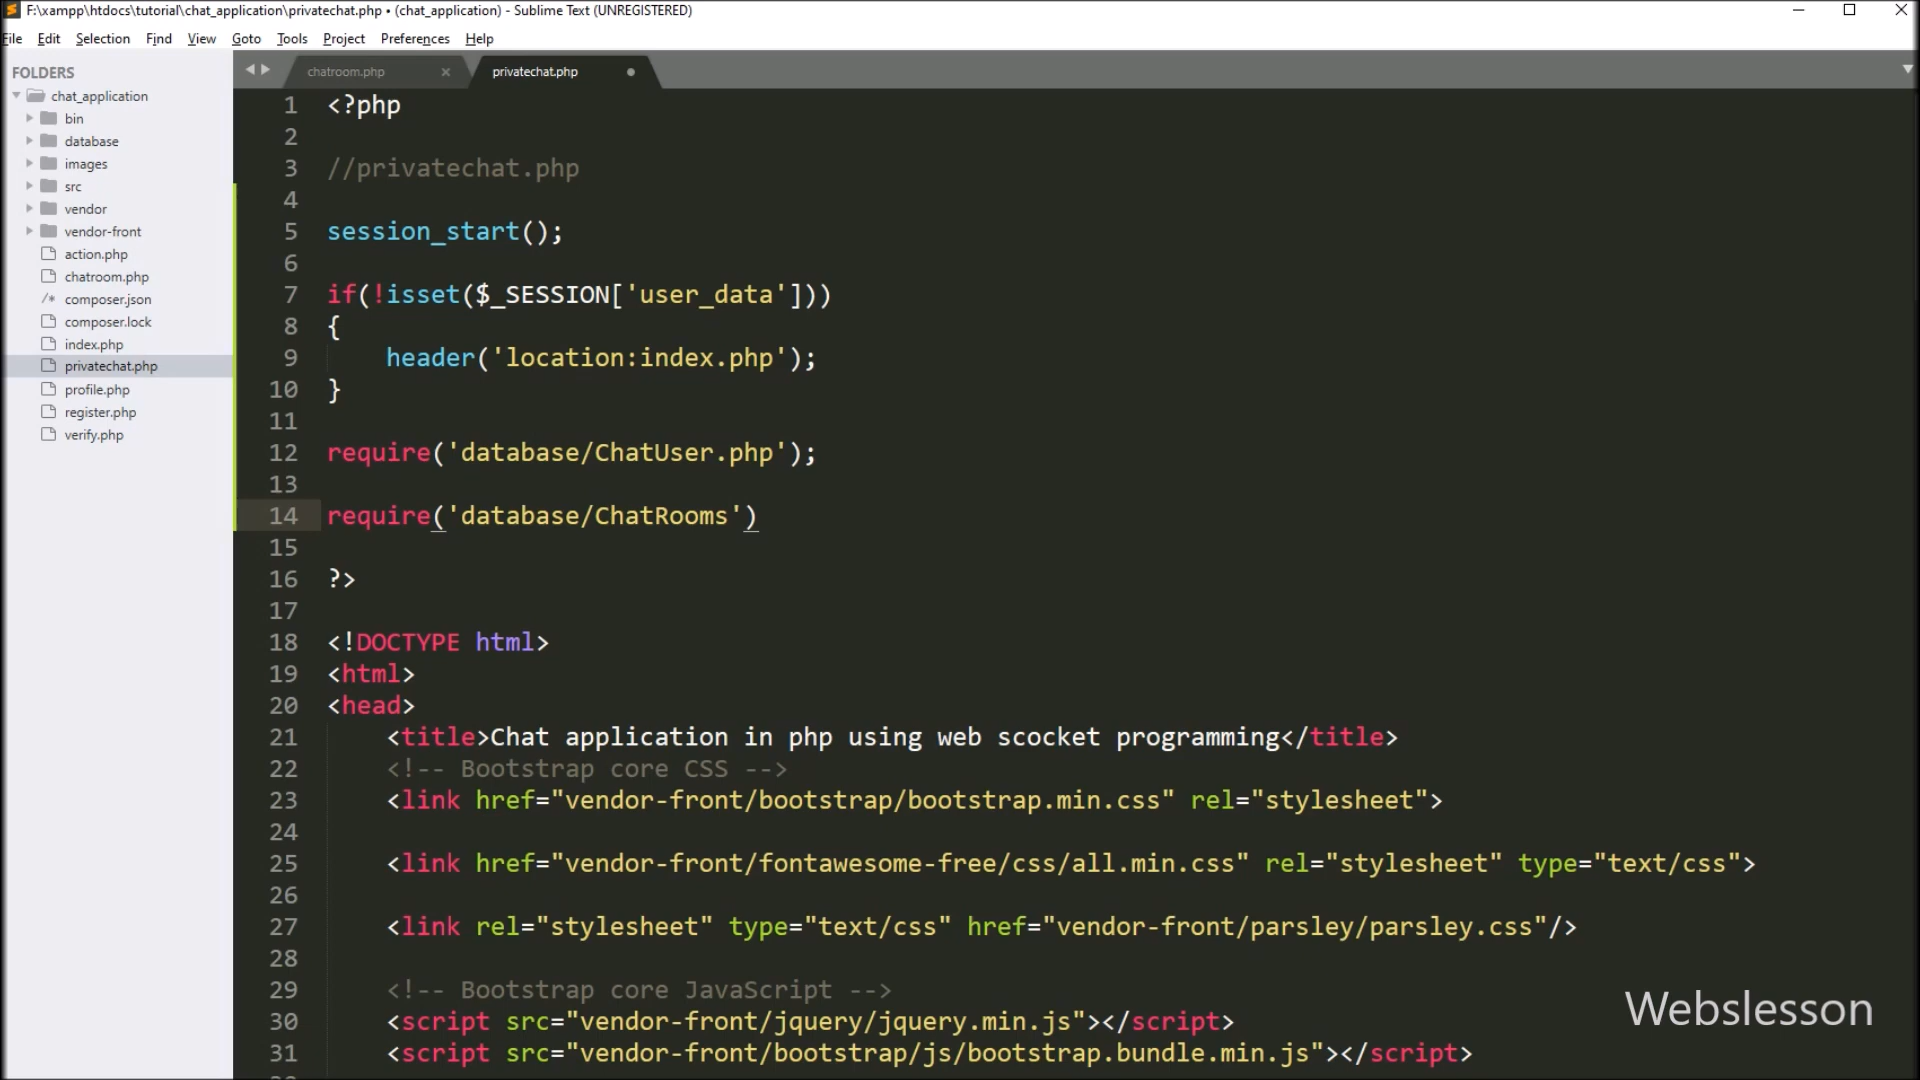 F:\xampp\htdocs\tutorial\chat_application\privatechat.php • (chat_application) - Sublime Text (UNREGISTERED)
File Edit Selection Find View Goto Tools Project Preferences Help
FOLDERS
chat_application
bin
database
images
src
vendor
vendor-front
action.php
chatroom.php
/* composer.json
composer.lock
index.php
privatechat.php
profile.php
register.php
verify.php
chatroom.php × privatechat.php •
1 <?php
2
3 //privatechat.php
4
5 session_start();
6
7 if(!isset($_SESSION['user_data']))
8 {
9 header('location:index.php');
10 }
11
12 require('database/ChatUser.php');
13
14 require('database/ChatRooms')
15
16 ?>
17
18 <!DOCTYPE html>
19 <html>
20 <head>
21 <title>Chat application in php using web scocket programming</title>
22 <!-- Bootstrap core CSS -->
23 <link href="vendor-front/bootstrap/bootstrap.min.css" rel="stylesheet">
24
25 <link href="vendor-front/fontawesome-free/css/all.min.css" rel="stylesheet" type="text/css">
26
27 <link rel="stylesheet" type="text/css" href="vendor-front/parsley/parsley.css"/>
28
29 <!-- Bootstrap core JavaScript -->
30 <script src="vendor-front/jquery/jquery.min.js"></script>
31 <script src="vendor-front/bootstrap/js/bootstrap.bundle.min.js"></script>
Webslesson